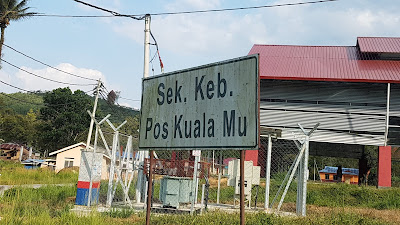 Sek. Keb.
Pos Kuala Mu